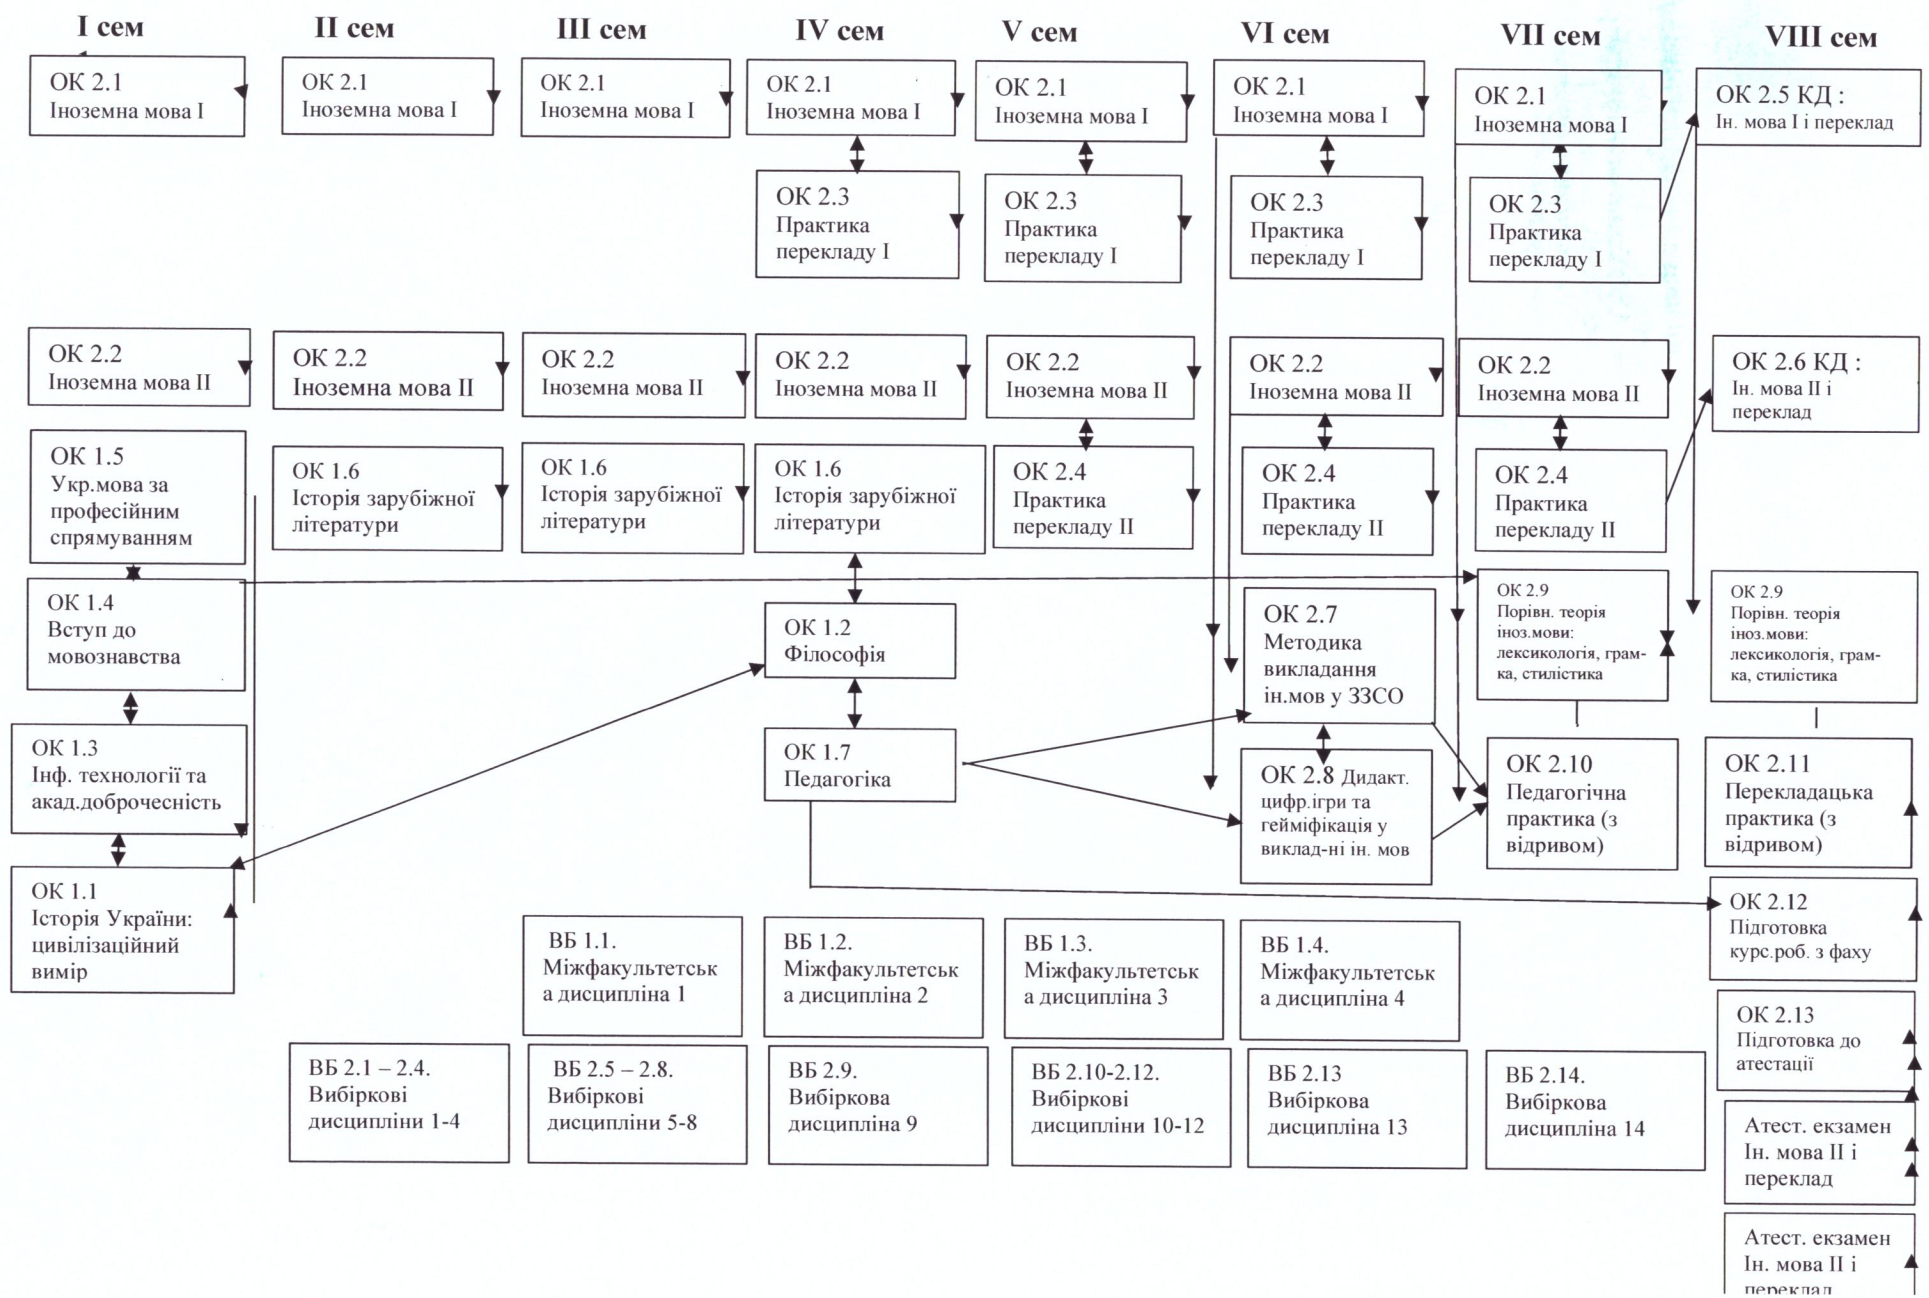 I сем
II сем
III сем
IV сем
V сем
VI сем
VII сем
VIII сем
ОК 2.1
Іноземна мова I
ОК 2.1
Іноземна мова I
ОК 2.1
Іноземна мова I
ОК 2.1
Іноземна мова I
ОК 2.1
Іноземна мова I
ОК 2.1
Іноземна мова I
ОК 2.1
Іноземна мова I
ОК 2.5 КД :
Ін. мова I і переклад
ОК 2.3
Практика
перекладу I
ОК 2.3
Практика
перекладу I
ОК 2.3
Практика
перекладу I
ОК 2.3
Практика
перекладу I
ОК 2.2
Іноземна мова II
ОК 2.2
Іноземна мова II
ОК 2.2
Іноземна мова II
ОК 2.2
Іноземна мова II
ОК 2.2
Іноземна мова II
ОК 2.2
Іноземна мова II
ОК 2.2
Іноземна мова II
ОК 2.6 КД :
Ін. мова II і
переклад
ОК 1.5
Укр.мова за
професійним
спрямуванням
ОК 1.6
Історія зарубіжної
літератури
ОК 1.6
Історія зарубіжної
літератури
ОК 1.6
Історія зарубіжної
літератури
ОК 2.4
Практика
перекладу II
ОК 2.4
Практика
перекладу II
ОК 2.4
Практика
перекладу II
ОК 1.4
Вступ до
мовознавства
ОК 1.2
Філософія
ОК 2.7
Методика
викладання
ін.мов у ЗЗСО
ОК 2.9
Порівн. теорія
іноз.мови:
лексикологія, грам-
ка, стилістика
ОК 2.9
Порівн. теорія
іноз.мови:
лексикологія, грам-
ка, стилістика
ОК 1.3
Інф. технології та
акад.доброчесність
ОК 1.7
Педагогіка
ОК 2.8 Дидакт.
цифр.ігри та
гейміфікація у
виклад-ні ін. мов
ОК 2.10
Педагогічна
практика (з
відривом)
ОК 2.11
Перекладацька
практика (з
відривом)
ОК 1.1
Історія України:
цивілізаційний
вимір
ОК 2.12
Підготовка
курс.роб. з фаху
ВБ 1.1.
Міжфакультетськ
а дисципліна 1
ВБ 1.2.
Міжфакультетськ
а дисципліна 2
ВБ 1.3.
Міжфакультетськ
а дисципліна 3
ВБ 1.4.
Міжфакультетськ
а дисципліна 4
ОК 2.13
Підготовка до
атестації
ВБ 2.1 – 2.4.
Вибіркові
дисципліни 1-4
ВБ 2.5 – 2.8.
Вибіркові
дисципліни 5-8
ВБ 2.9.
Вибіркова
дисципліна 9
ВБ 2.10-2.12.
Вибіркові
дисципліни 10-12
ВБ 2.13
Вибіркова
дисципліна 13
ВБ 2.14.
Вибіркова
дисципліна 14
Атест. екзамен
Ін. мова II і
переклад
Атест. екзамен
Ін. мова II і
переклад